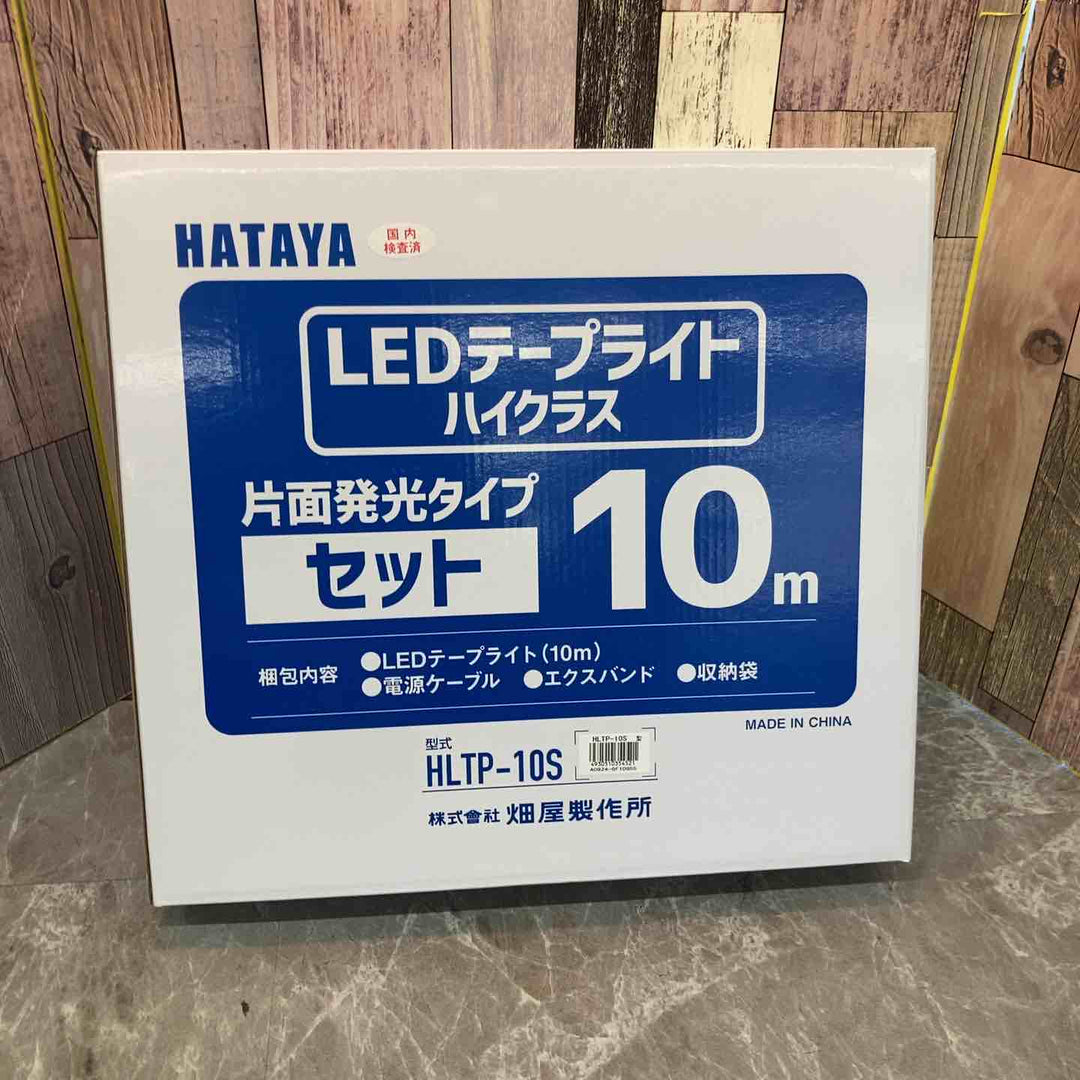 HATAYA
国内
検査済
LEDテープライト
ハイクラス
片面発光タイプ
セット
10m
梱包内容
●LEDテープライト(10m)
●電源ケーブル ●エクスバンド ●収納袋
MADE IN CHINA
型式
HLTP-10S
HLTP-10S 型
株式會社 畑屋製作所